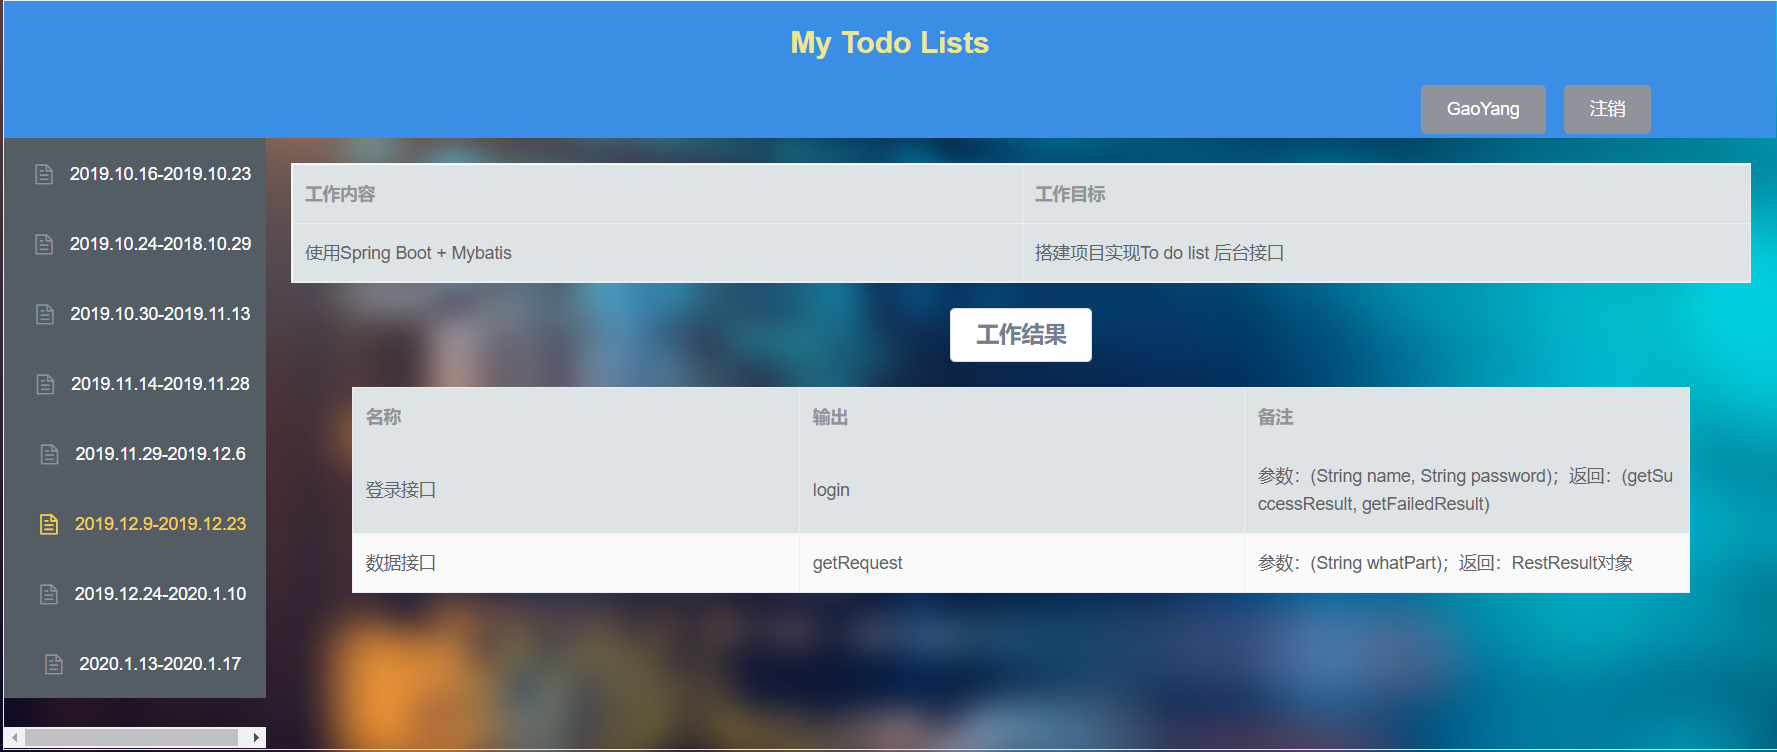 My Todo Lists
GaoYang
注销
2019.10.16-2019.10.23
2019.10.24-2018.10.29
2019.10.30-2019.11.13
2019.11.14-2019.11.28
2019.11.29-2019.12.6
2019.12.9-2019.12.23
2019.12.24-2020.1.10
2020.1.13-2020.1.17
工作内容 工作目标
使用Spring Boot + Mybatis 搭建项目实现To do list 后台接口
工作结果
名称 输出 备注
登录接口 login 参数：(String name, String password)；返回：(getSu
ccessResult, getFailedResult)
数据接口 getRequest 参数：(String whatPart)；返回：RestResult对象